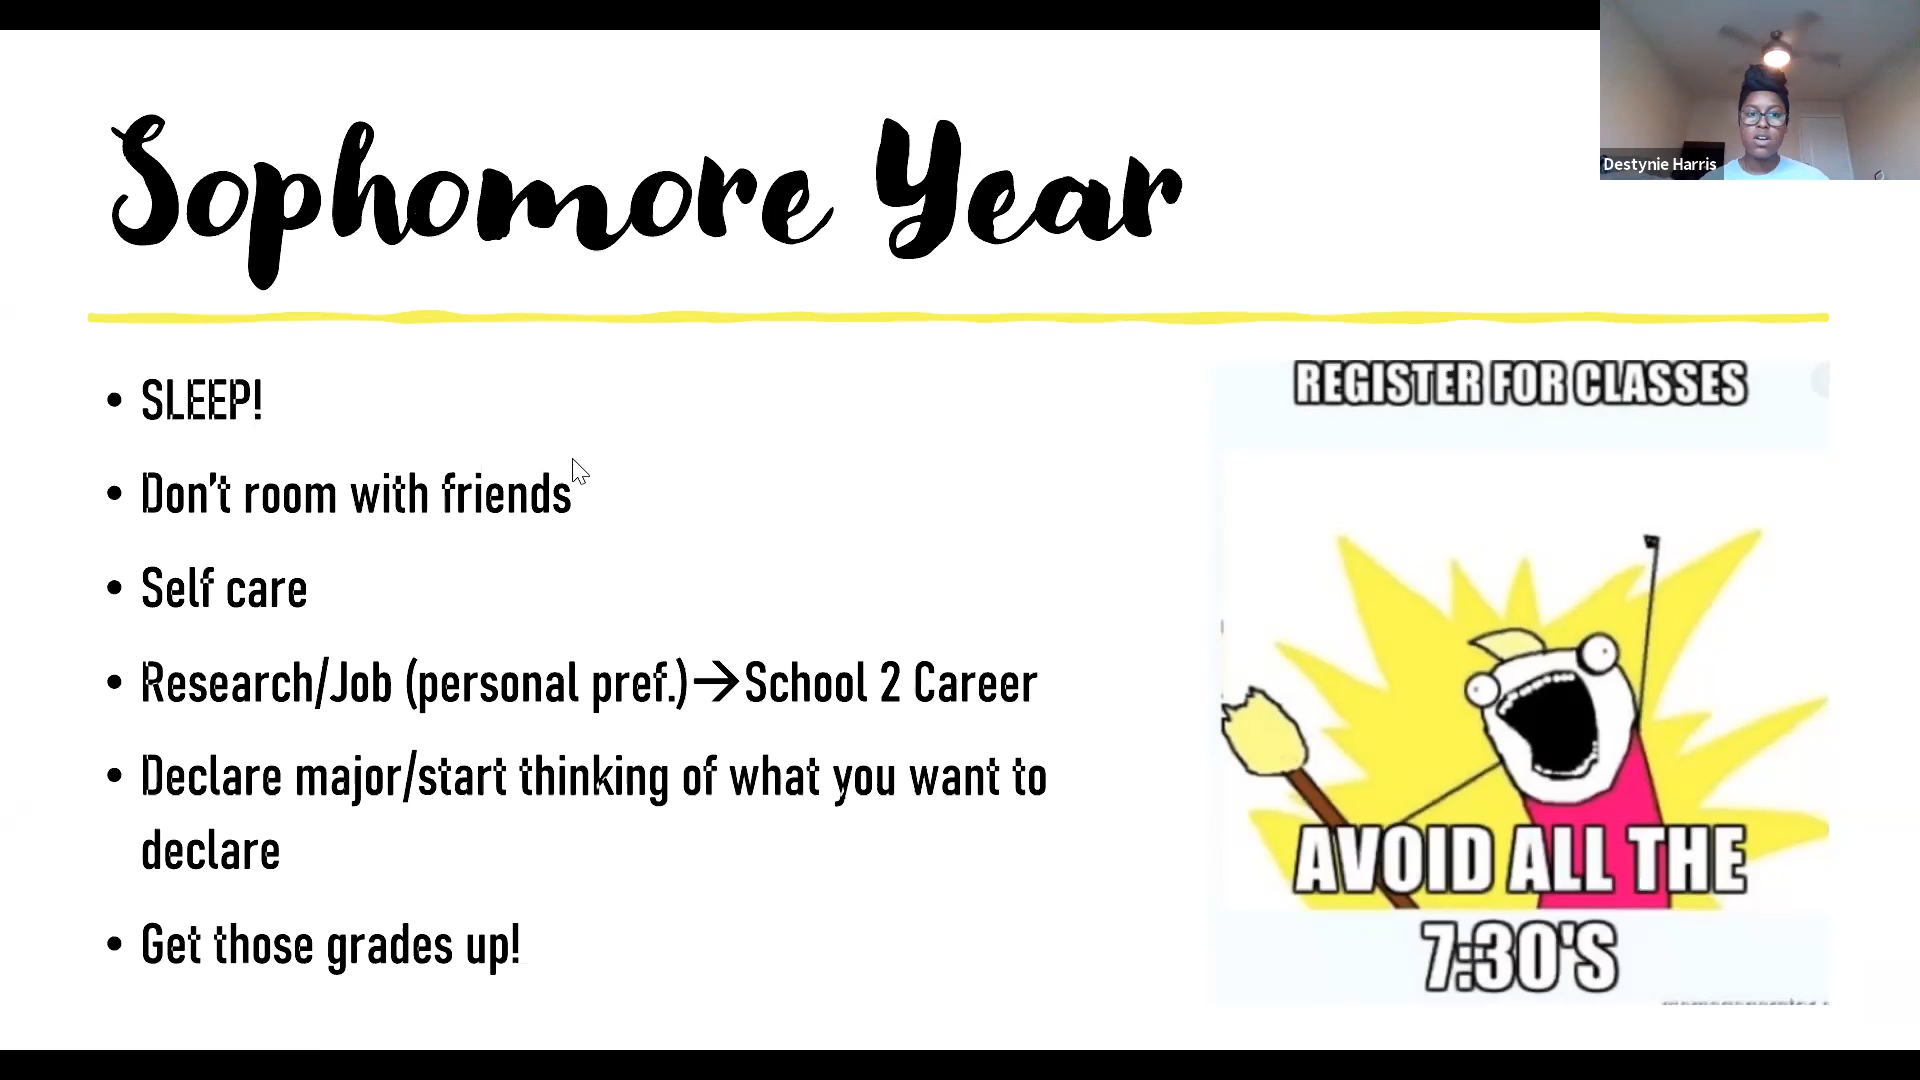 Sophomore Year
Destynie Harris
• SLEEP!
• Don't room with friends
• Self care
• Research/Job (personal pref.)→School 2 Career
• Declare major/start thinking of what you want to
declare
• Get those grades up!
REGISTER FOR CLASSES
AVOID ALL THE
7:30'S